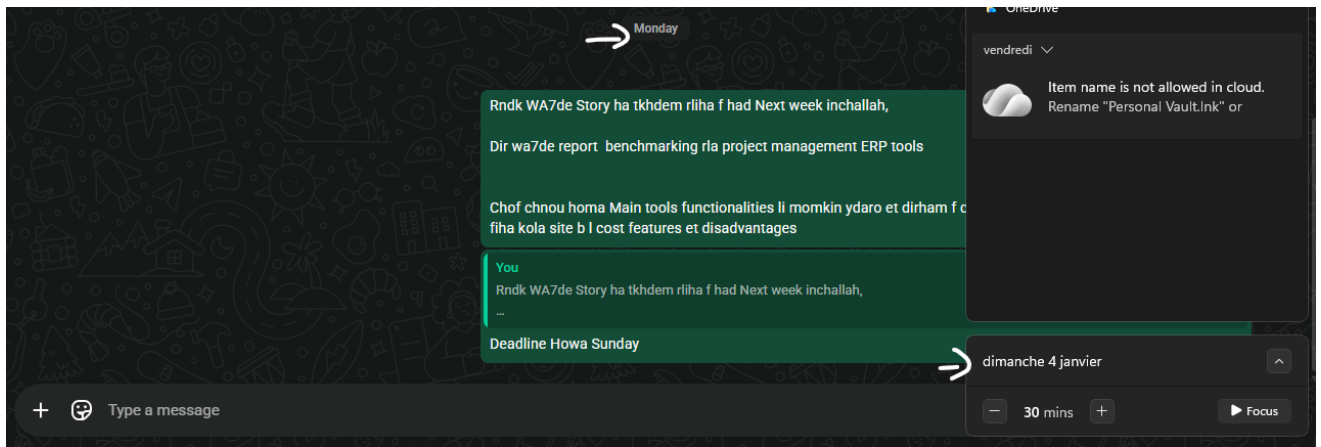 OneDrive
Monday
vendredi
Item name is not allowed in cloud.
Rename "Personal Vault.lnk" or
Rndk WA7de Story ha tkhdem rliha f had Next week inchallah,
Dir wa7de report benchmarking rla project management ERP tools
Chof chnou homa Main tools functionalities li momkin ydaro et dirham f
fiha kola site b l cost features et disadvantages
You
Rndk WA7de Story ha tkhdem rliha f had Next week inchallah,
...
Deadline Howa Sunday
dimanche 4 janvier
Type a message
30 mins
Focus